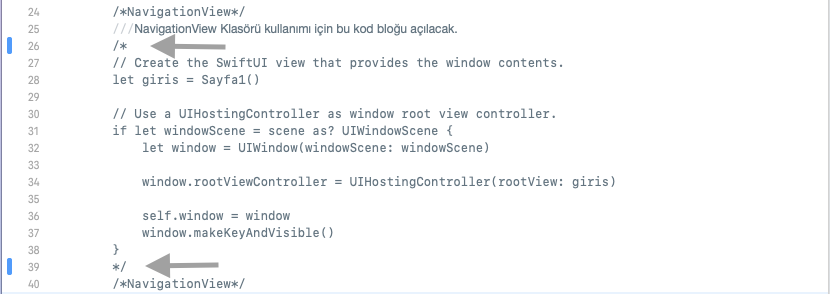 24 /*NavigationView*/
25 ///NavigationView Klasörü kullanımı için bu kod bloğu açılacak.
26 /*
27 // Create the SwiftUI view that provides the window contents.
28 let giris = Sayfa1()
29
30 // Use a UIHostingController as window root view controller.
31 if let windowScene = scene as? UIWindowScene {
32 let window = UIWindow(windowScene: windowScene)
33
34 window.rootViewController = UIHostingController(rootView: giris)
35
36 self.window = window
37 window.makeKeyAndVisible()
38 }
39 */
40 /*NavigationView*/